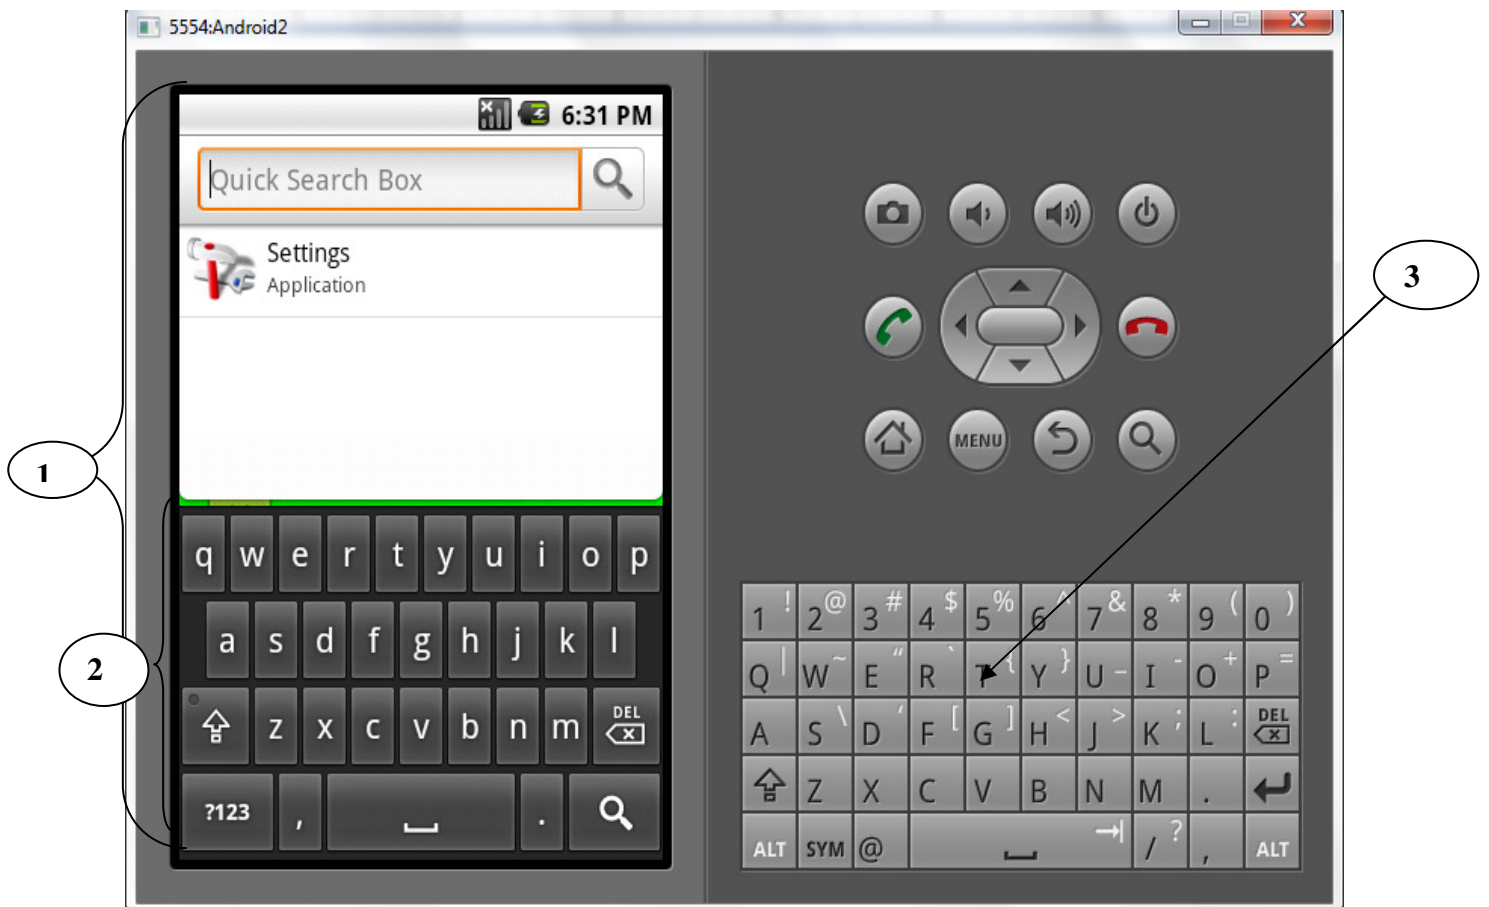 5554:Android2
6:31 PM
Quick Search Box
Settings
Application
MENU
1
2
3
q w e r t y u i o p
a s d f g h j k l
z x c v b n m DEL
?123 , .
1 ! 2 @ 3 # 4 $ 5 % 6 ^ 7 & 8 * 9 ( 0 )
Q | W ~ E " R ` T { Y } U _ I - O + P =
A S \ D ' F [ G ] H < J > K ; L : DEL
Z X C V B N M .
ALT SYM @ / ? , ALT